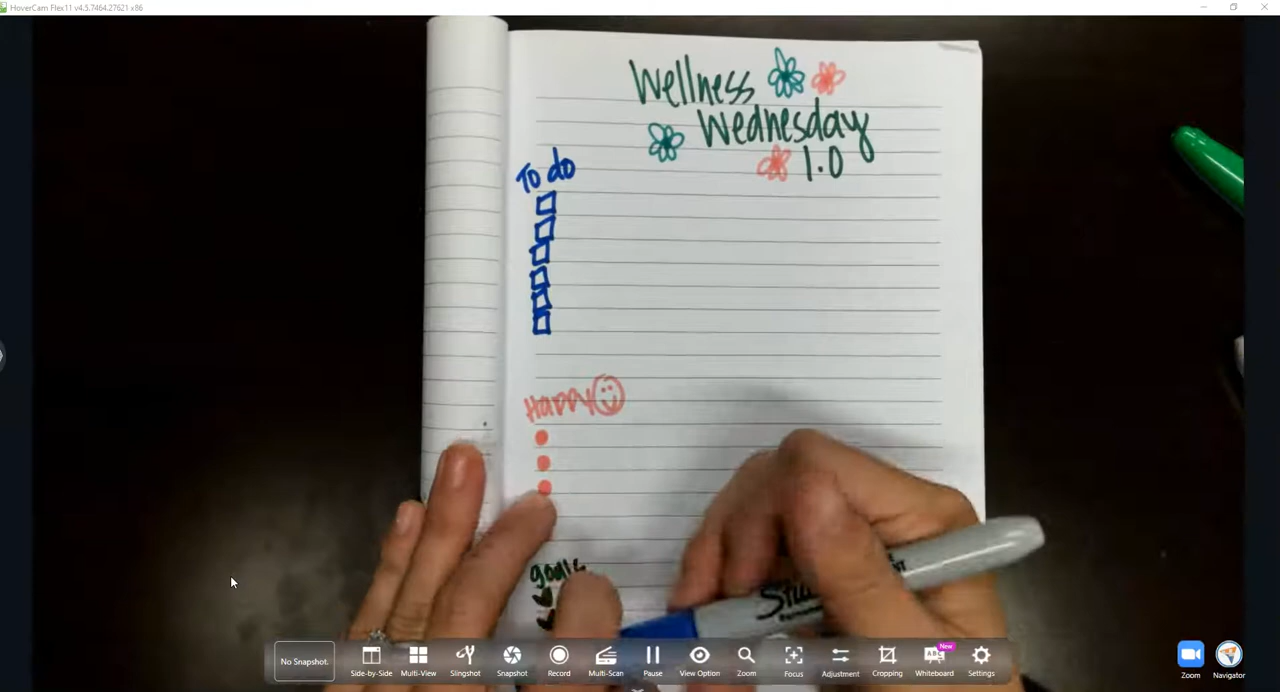 HoverCam Flex11 v4.5.7464.27621 x86
Wellness
Wednesday
1.0
To do
Happy
goals
No Snapshot.
Side-by-Side
Multi-View
Slingshot
Snapshot
Record
Multi-Scan
Pause
View Option
Zoom
Focus
Adjustment
Cropping
New
ABC
Whiteboard
Settings
Zoom
Navigator